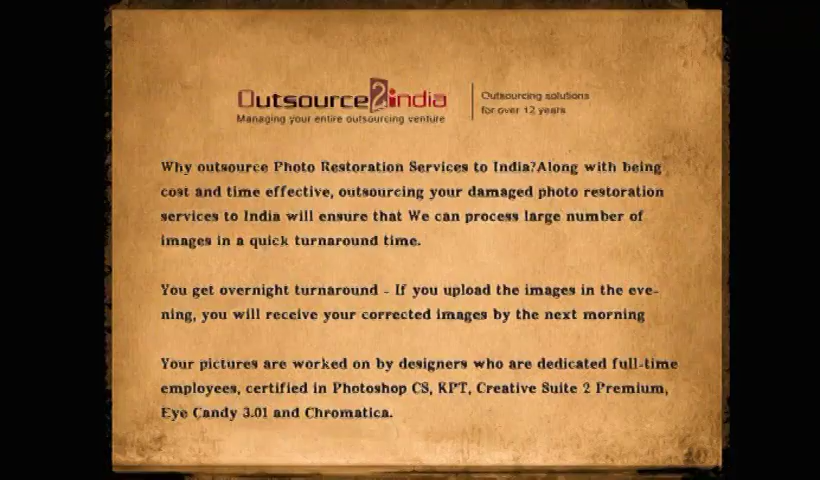 Outsource2india
Managing your entire outsourcing venture
Outsourcing solutions
for over 12 years
Why outsource Photo Restoration Services to India?Along with being
cost and time effective, outsourcing your damaged photo restoration
services to India will ensure that We can process large number of
images in a quick turnaround time.
You get overnight turnaround - If you upload the images in the eve-
ning, you will receive your corrected images by the next morning
Your pictures are worked on by designers who are dedicated full-time
employees, certified in Photoshop CS, KPT, Creative Suite 2 Premium,
Eye Candy 3.01 and Chromatica.